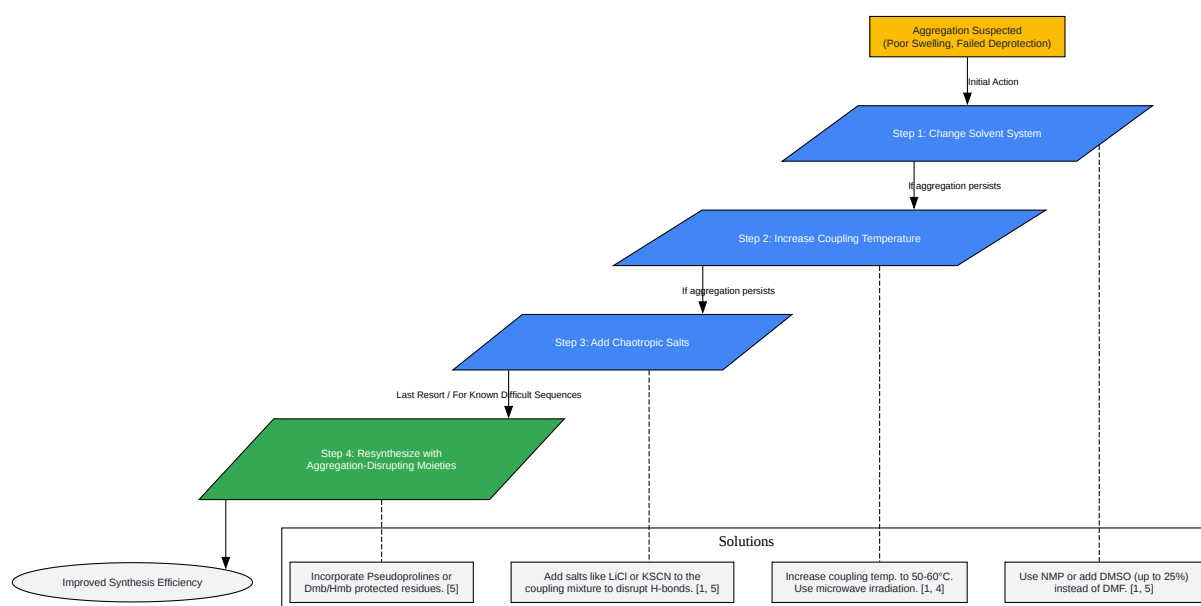 Aggregation Suspected
(Poor Swelling, Failed Deprotection)
Initial Action
Step 1: Change Solvent System
If aggregation persists
Step 2: Increase Coupling Temperature
If aggregation persists
Step 3: Add Chaotropic Salts
Last Resort / For Known Difficult Sequences
Step 4: Resynthesize with
Aggregation-Disrupting Moieties
Improved Synthesis Efficiency
Solutions
Incorporate Pseudoprolines or
Dmb/Hmb protected residues. [5]
Add salts like LiCl or KSCN to the
coupling mixture to disrupt H-bonds. [1, 5]
Increase coupling temp. to 50-60°C.
Use microwave irradiation. [1, 4]
Use NMP or add DMSO (up to 25%)
instead of DMF. [1, 5]